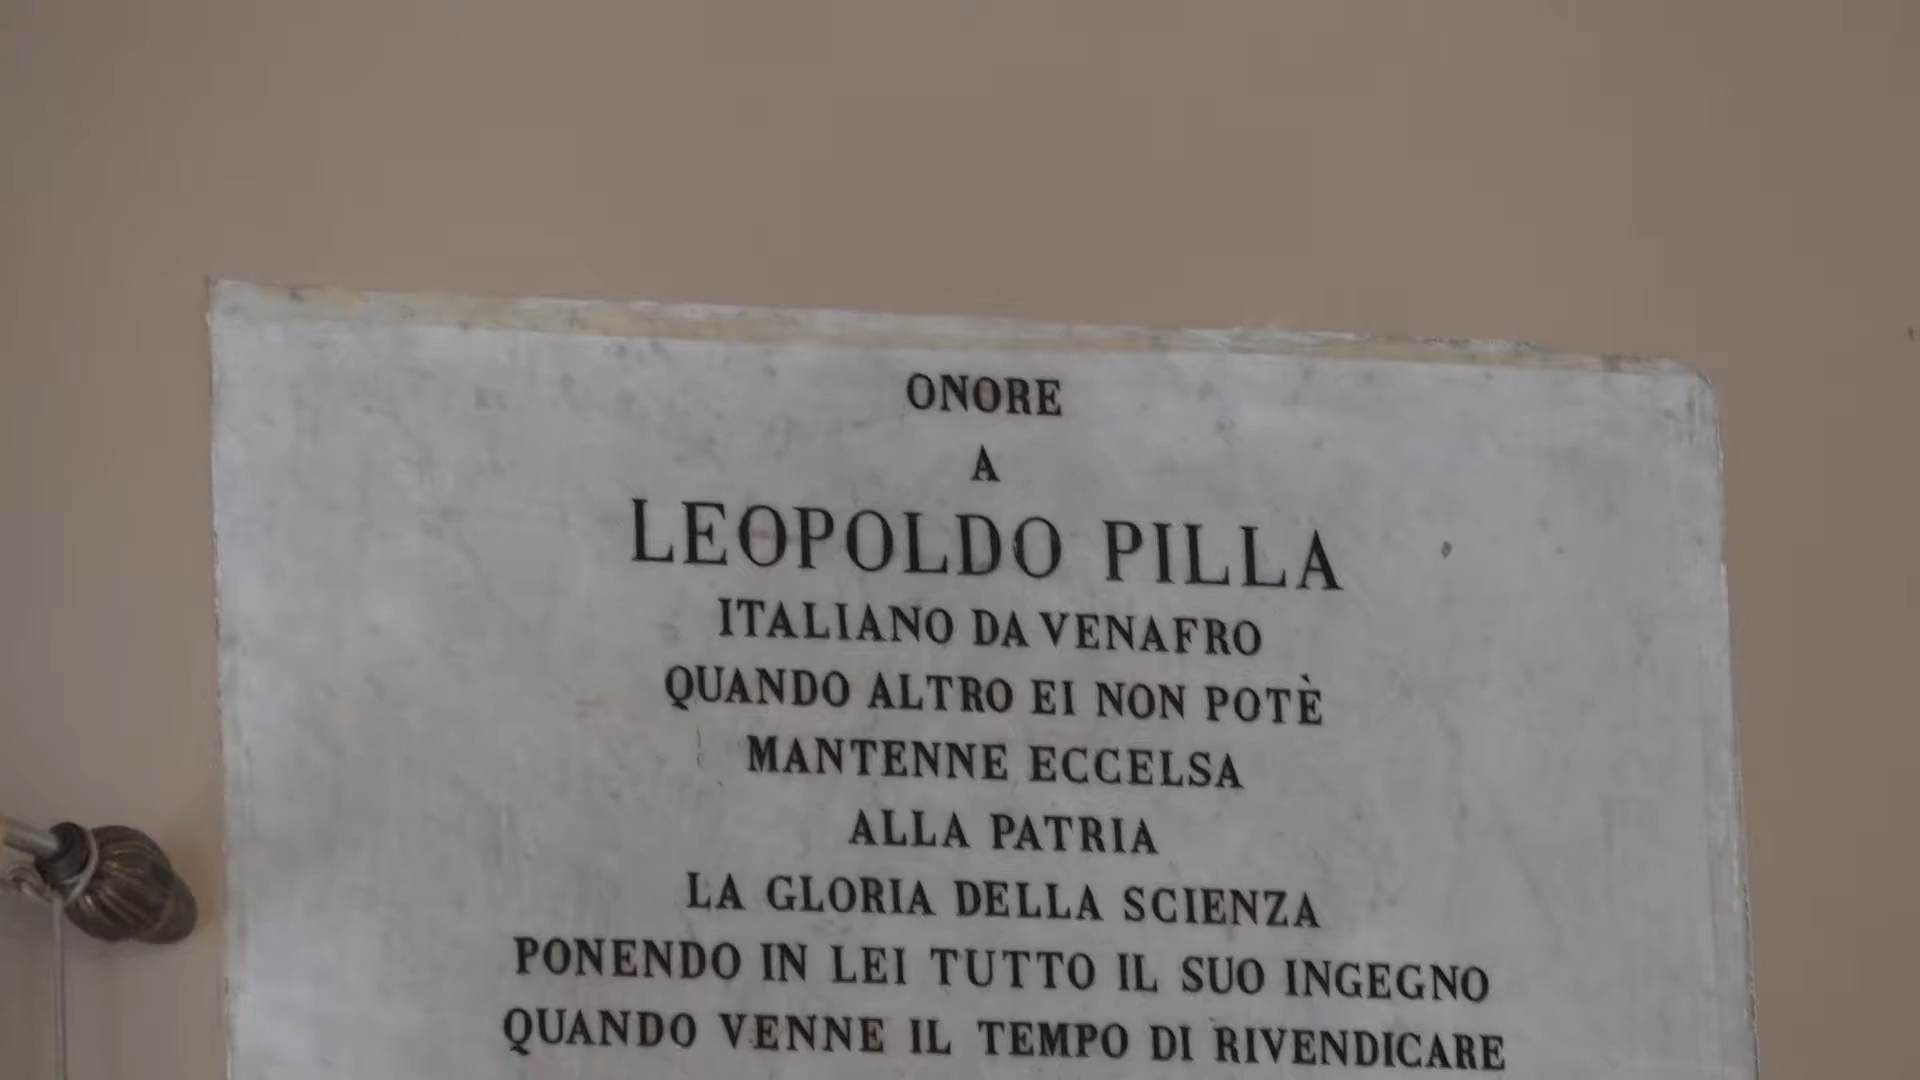 ONORE
A
LEOPOLDO PILLA
ITALIANO DA VENAFRO
QUANDO ALTRO EI NON POTÈ
MANTENNE ECCELSA
ALLA PATRIA
LA GLORIA DELLA SCIENZA
PONENDO IN LEI TUTTO IL SUO INGEGNO
QUANDO VENNE IL TEMPO DI RIVENDICARE